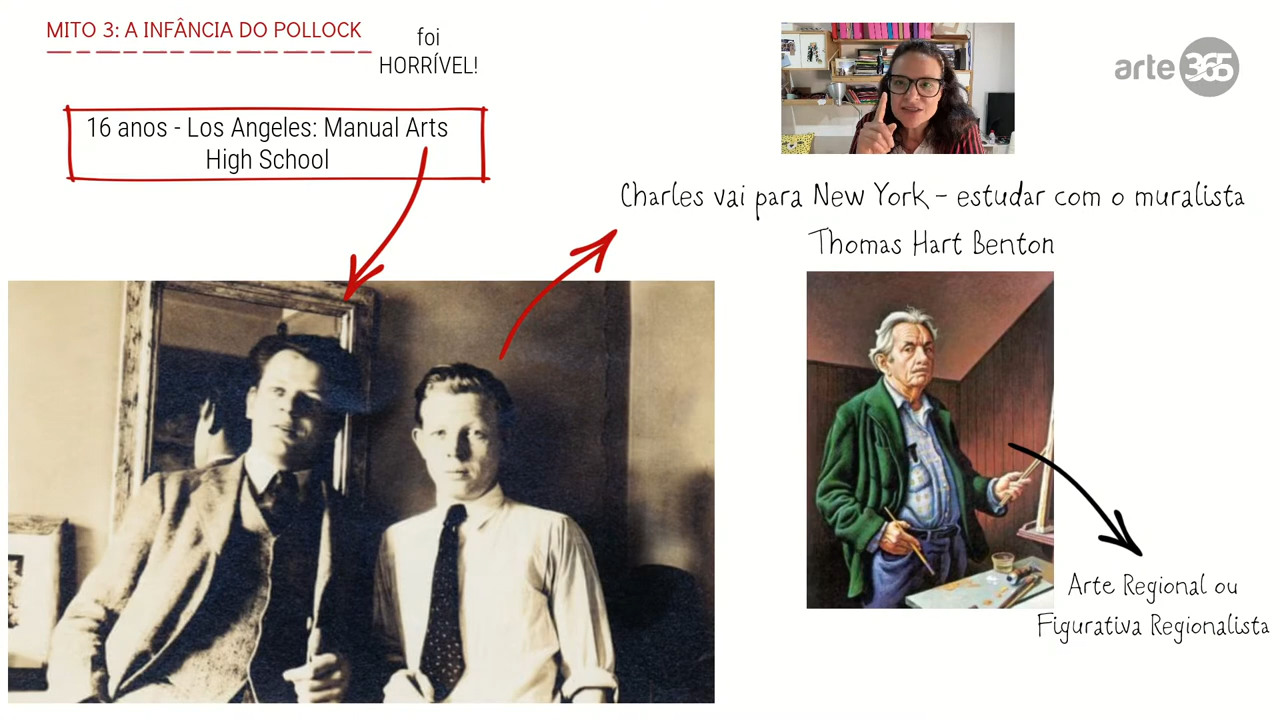 MITO 3: A INFÂNCIA DO POLLOCK
foi
HORRÍVEL!
arte 365
16 anos - Los Angeles: Manual Arts
High School
Charles vai para New York - estudar com o muralista
Thomas Hart Benton
Arte Regional ou
Figurativa Regionalista